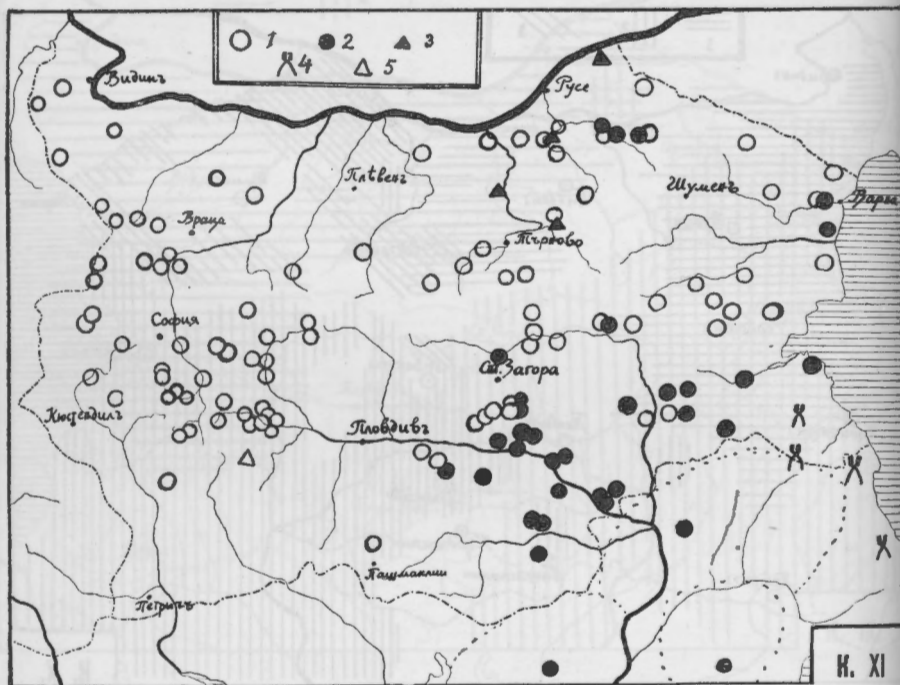 1 2 3
4 5
Видинъ
Русе
Плѣвенъ
Шуменъ
Враца
Варна
Търново
София
Ст. Загора
Кюстендилъ
Пловдивъ
Пашмакли
Петричъ
К. XI